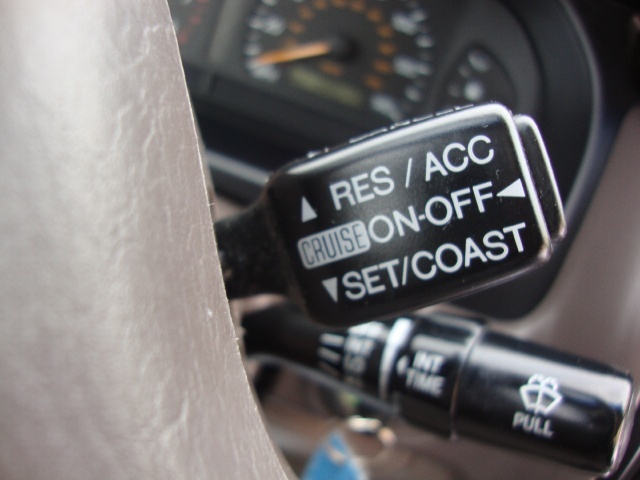 RES / ACC
CRUISE ON-OFF
SET/COAST
INT
TIME
PULL